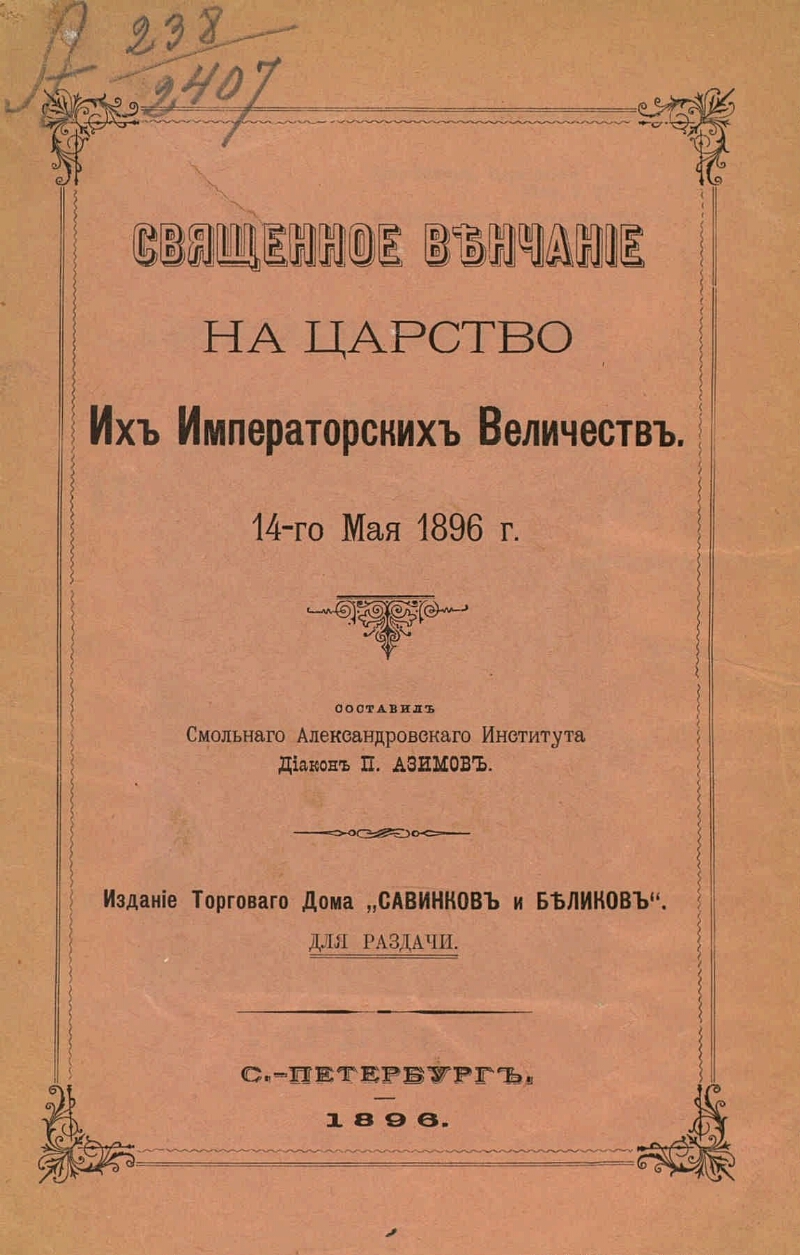 238
2407
СВЯЩЕННОЕ ВѢНЧАНІЕ
НА ЦАРСТВО
Ихъ Императорскихъ Величествъ.
14-го Мая 1896 г.
СОСТАВИЛЪ
Смольнаго Александровскаго Института
Діаконъ П. АЗИМОВЪ.
Изданіе Торговаго Дома „САВИНКОВЪ и БѢЛИКОВЪ“.
ДЛЯ РАЗДАЧИ.
С.-ПЕТЕРБУРГЪ.
1896.